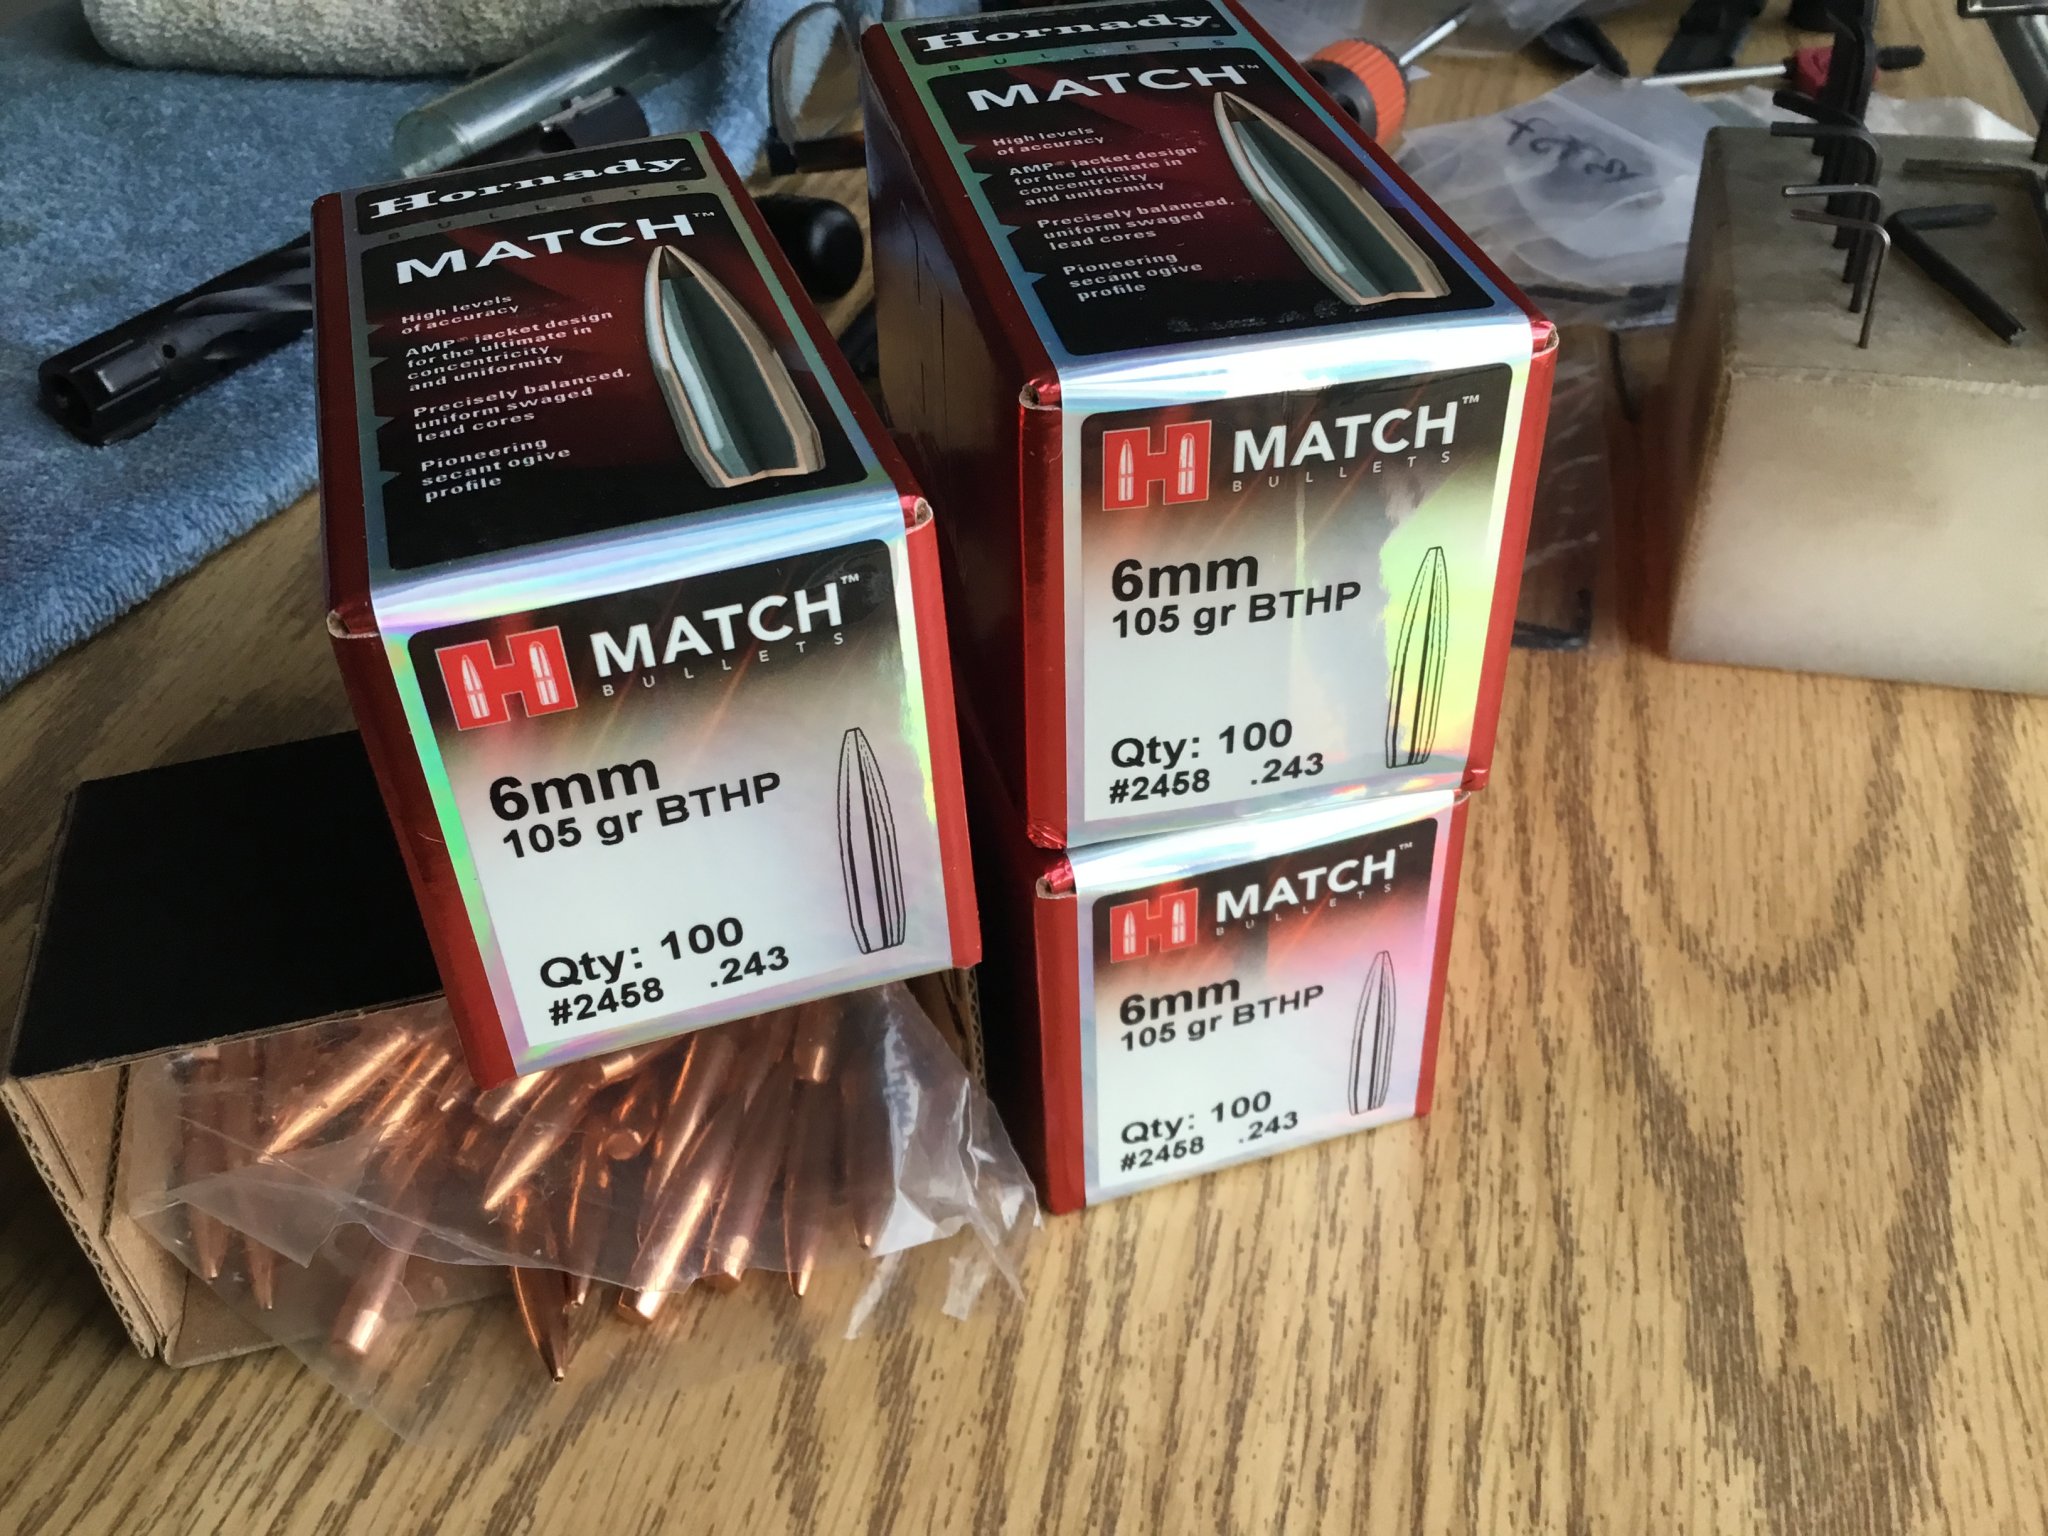 Hornady®
BULLETS
MATCH™
High levels
of accuracy
AMP® jacket design
for the ultimate in
concentricity
and uniformity
Precisely balanced,
uniform swaged
lead cores
Pioneering
secant ogive
profile
H MATCH™
BULLETS
6mm
105 gr BTHP
Qty: 100
#2458 .243
Hornady®
BULLETS
MATCH™
High levels
of accuracy
AMP® jacket design
for the ultimate in
concentricity
and uniformity
Precisely balanced,
uniform swaged
lead cores
Pioneering
secant ogive
profile
H MATCH™
BULLETS
6mm
105 gr BTHP
Qty: 100
#2458 .243
H MATCH™
BULLETS
6mm
105 gr BTHP
Qty: 100
#2458 .243